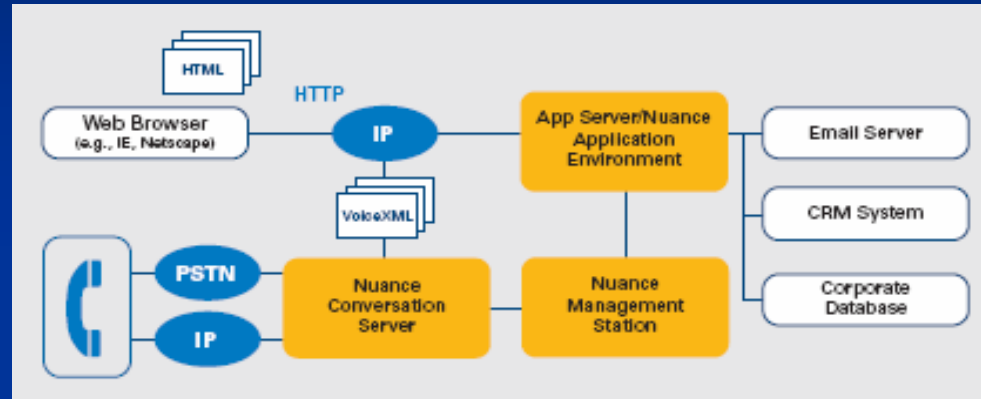 HTML
HTTP
Web Browser
(e.g., IE, Netscape)
IP
App Server/Nuance
Application
Environment
Email Server
VoiceXML
CRM System
PSTN
IP
Nuance
Conversation
Server
Nuance
Management
Station
Corporate
Database